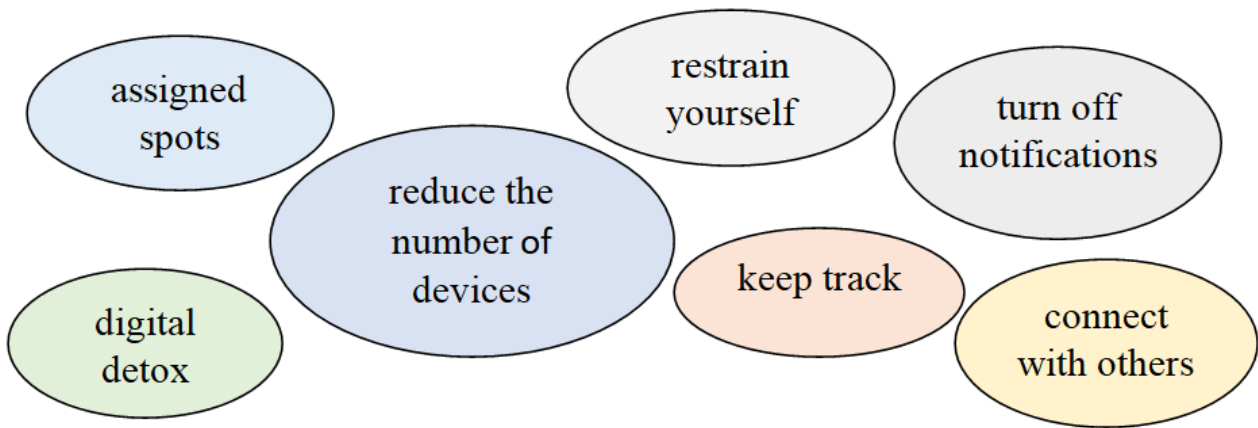 assigned
spots
restrain
yourself
turn off
notifications
reduce the
number of
devices
keep track
digital
detox
connect
with others